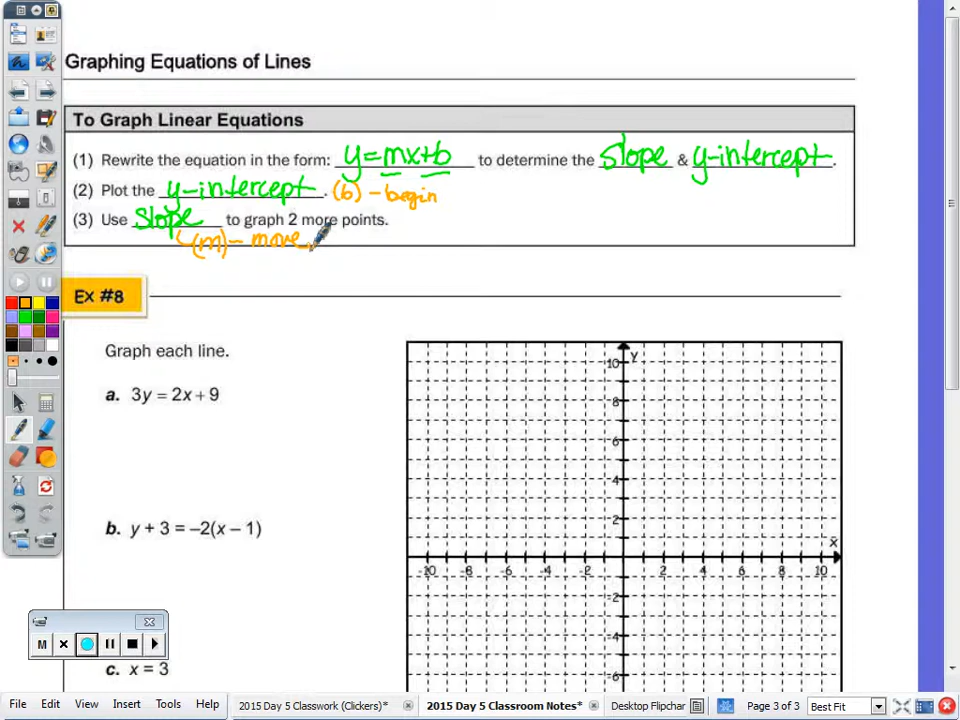 Graphing Equations of Lines
To Graph Linear Equations
(1) Rewrite the equation in the form: y=mx+b to determine the slope & y-intercept.
(2) Plot the y-intercept. (b) - begin
(3) Use slope to graph 2 more points.
(m) - move
Ex #8
Graph each line.
a. 3y = 2x + 9
b. y + 3 = –2(x – 1)
c. x = 3
y
10
8
6
4
2
x
-10 -8 -6 -4 -2 2 4 6 8 10
-2
-4
-6
M
File Edit View Insert Tools Help 2015 Day 5 Classwork (Clickers)* 2015 Day 5 Classroom Notes* Desktop Flipchar Page 3 of 3 Best Fit